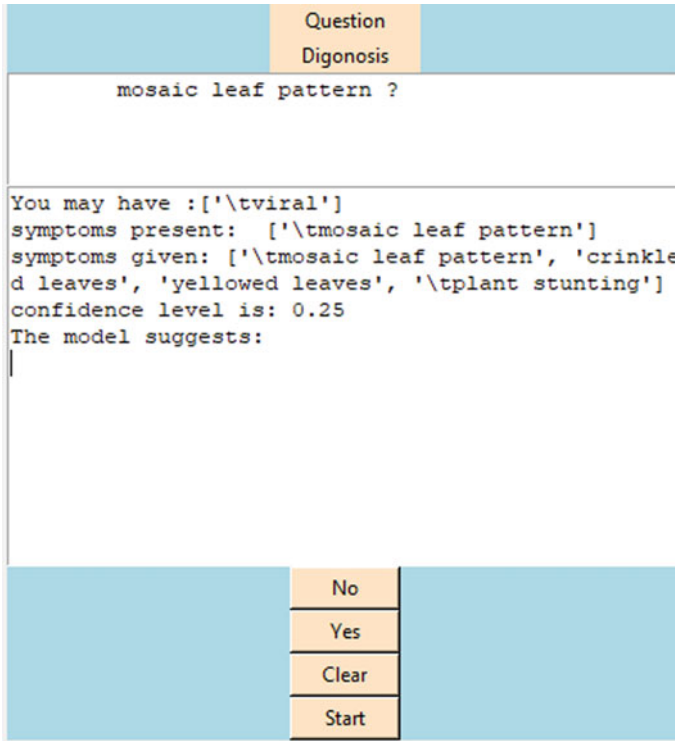 Question
Digonosis
mosaic leaf pattern ?
You may have :['\tviral']
symptoms present:  ['\tmosaic leaf pattern']
symptoms given: ['\tmosaic leaf pattern', 'crinkle
d leaves', 'yellowed leaves', '\tplant stunting']
confidence level is: 0.25
The model suggests:
No
Yes
Clear
Start